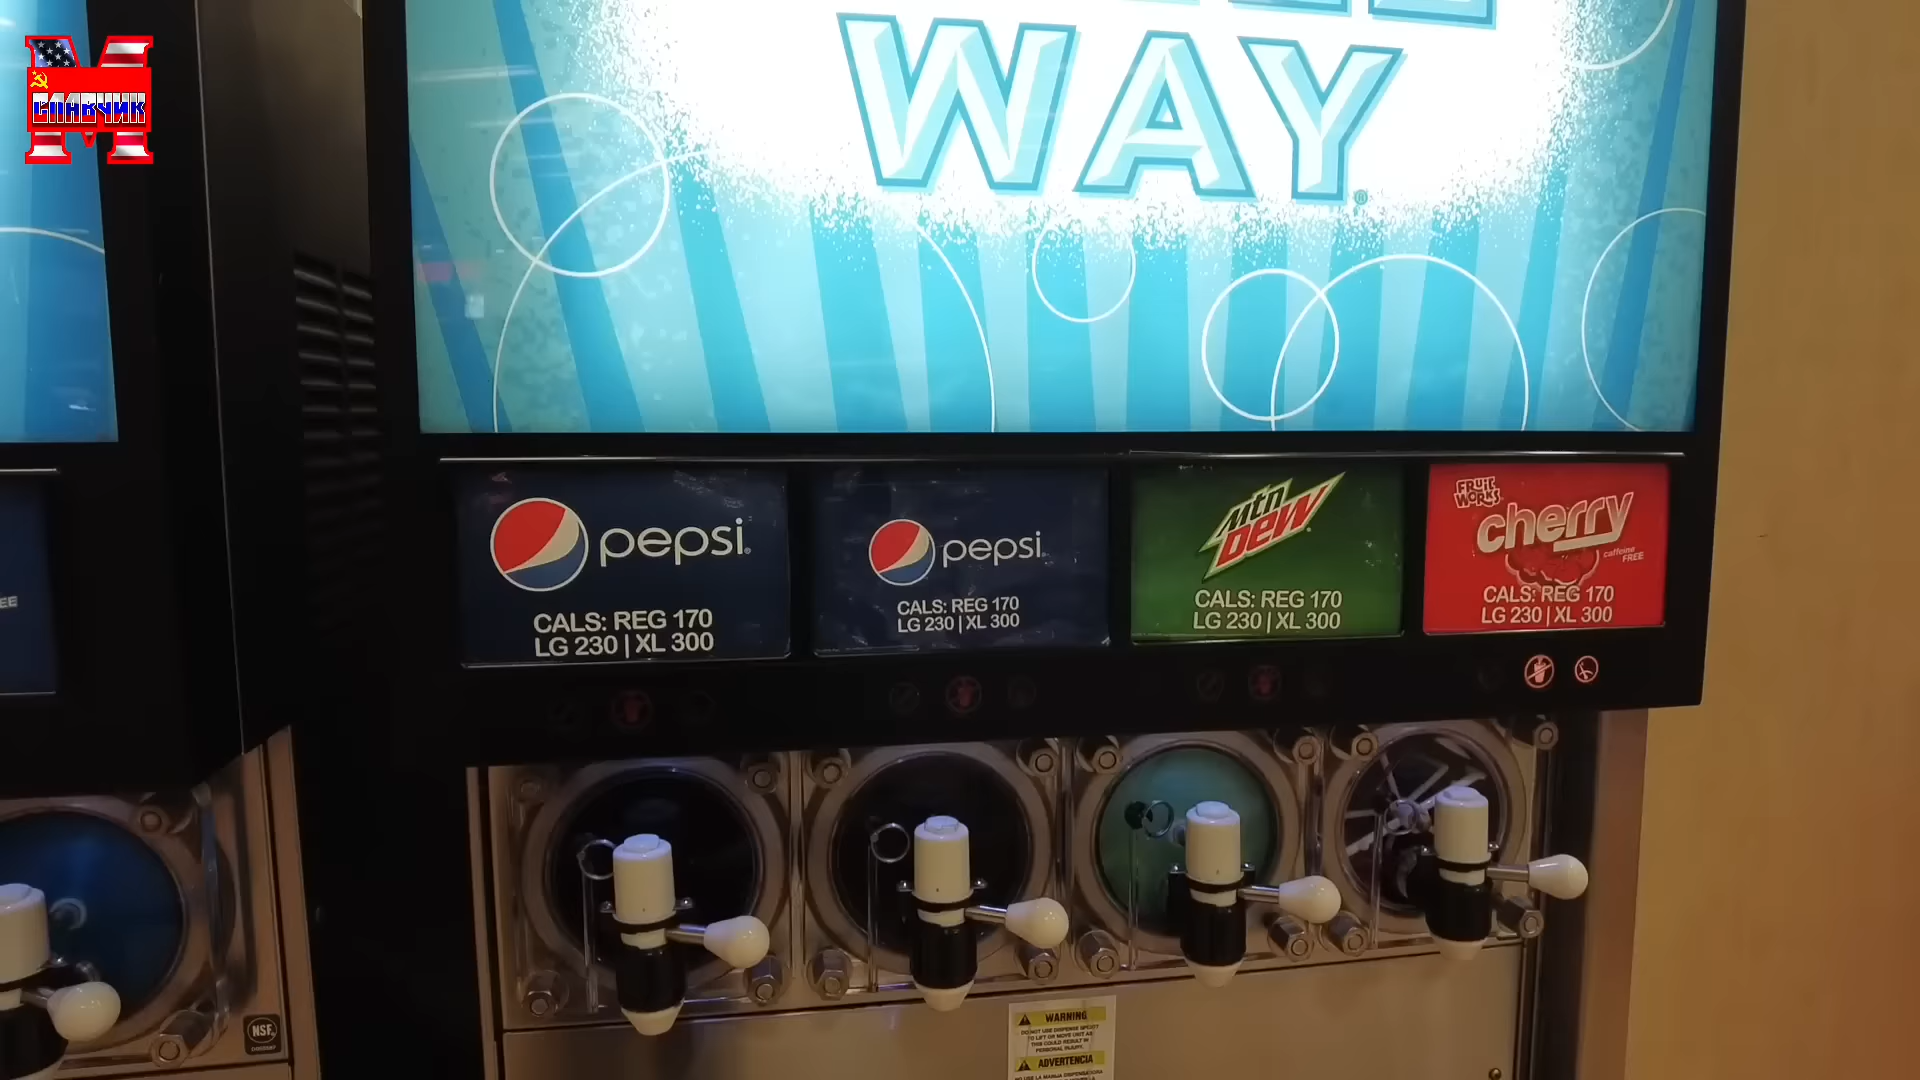 СЛАВЧИК
WAY®
pepsi®
CALS: REG 170
LG 230 | XL 300
pepsi
CALS: REG 170
LG 230 | XL 300
mtn
DEW
CALS: REG 170
LG 230 | XL 300
FRUIT
WORKS
cherry
caffeine
FREE
CALS: REG 170
LG 230 | XL 300
EE
NSF
WARNING
DO NOT USE DISPENSE SPOUT
TO LIFT OR MOVE UNIT AS
THIS COULD RESULT IN
PERSONAL INJURY.
ADVERTENCIA